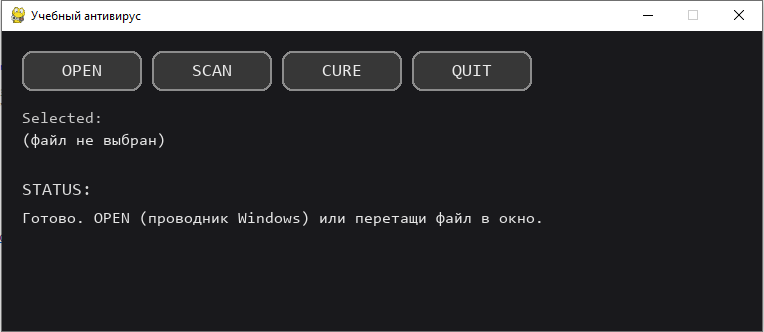 Учебный антивирус
OPEN SCAN CURE QUIT
Selected:
(файл не выбран)
STATUS:
Готово. OPEN (проводник Windows) или перетащи файл в окно.